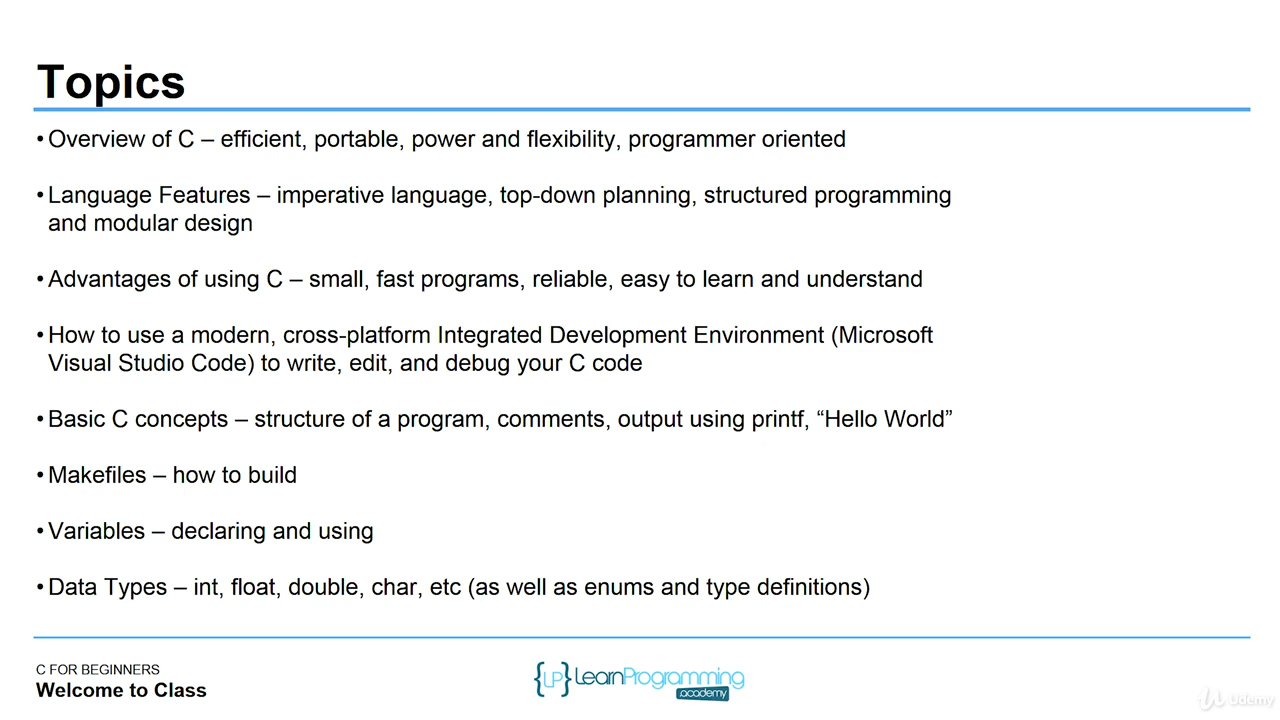 Topics
• Overview of C – efficient, portable, power and flexibility, programmer oriented
• Language Features – imperative language, top-down planning, structured programming
and modular design
• Advantages of using C – small, fast programs, reliable, easy to learn and understand
• How to use a modern, cross-platform Integrated Development Environment (Microsoft
Visual Studio Code) to write, edit, and debug your C code
• Basic C concepts – structure of a program, comments, output using printf, “Hello World”
• Makefiles – how to build
• Variables – declaring and using
• Data Types – int, float, double, char, etc (as well as enums and type definitions)
C FOR BEGINNERS
Welcome to Class
{LP} LearnProgramming
.academy
Udemy